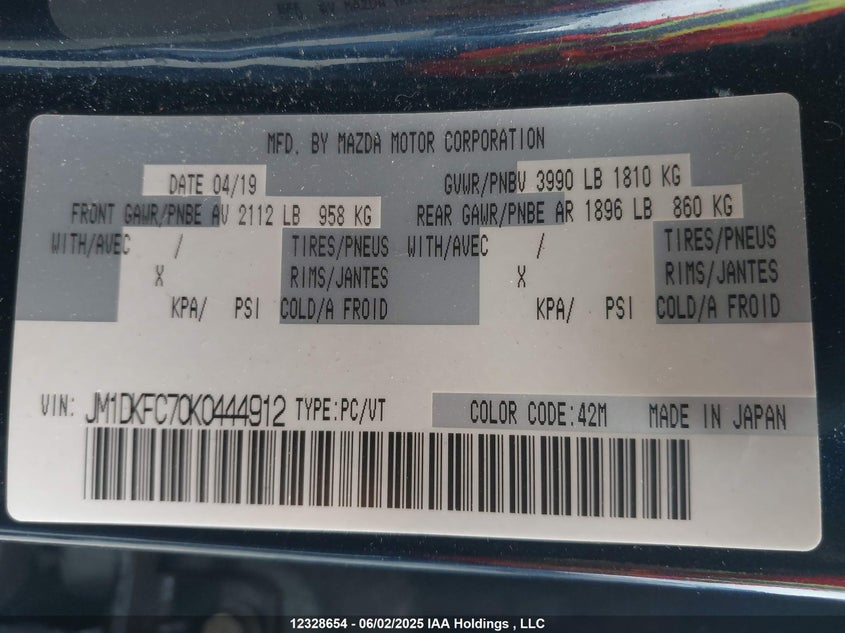 MFD. BY MAZDA MOTOR CORPORATION
DATE 04/19 GVWR/PNBV 3990 LB 1810 KG
FRONT GAWR/PNBE AV 2112 LB 958 KG REAR GAWR/PNBE AR 1896 LB 860 KG
WITH/AVEC / TIRES/PNEUS WITH/AVEC / TIRES/PNEUS
X RIMS/JANTES X RIMS/JANTES
KPA/ PSI COLD/A FROID KPA/ PSI COLD/A FROID
VIN: JM1DKFC70K0444912 TYPE:PC/VT COLOR CODE:42M MADE IN JAPAN
12328654 - 06/02/2025 IAA Holdings , LLC